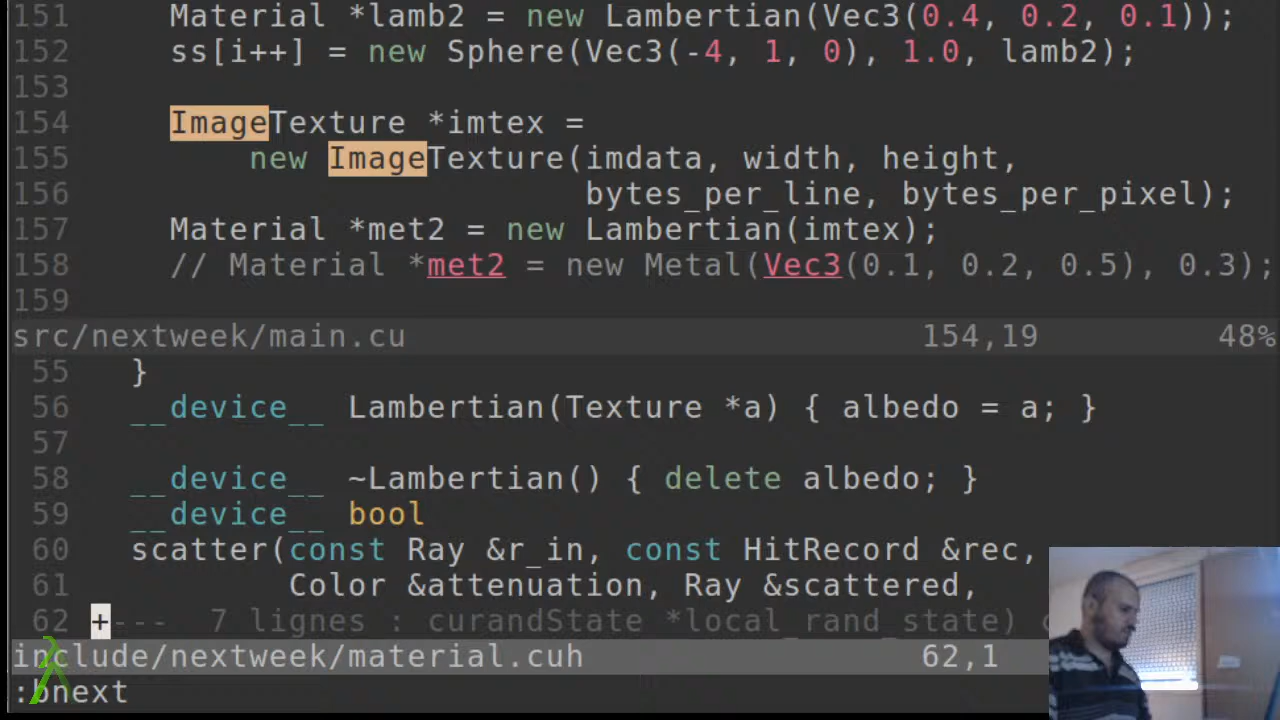 151 Material *lamb2 = new Lambertian(Vec3(0.4, 0.2, 0.1));
152 ss[i++] = new Sphere(Vec3(-4, 1, 0), 1.0, lamb2);
153
154 ImageTexture *imtex =
155 new ImageTexture(imdata, width, height,
156 bytes_per_line, bytes_per_pixel);
157 Material *met2 = new Lambertian(imtex);
158 // Material *met2 = new Metal(Vec3(0.1, 0.2, 0.5), 0.3);
159
src/nextweek/main.cu 154,19 48%
55 }
56 __device__ Lambertian(Texture *a) { albedo = a; }
57
58 __device__ ~Lambertian() { delete albedo; }
59 __device__ bool
60 scatter(const Ray &r_in, const HitRecord &rec,
61 Color &attenuation, Ray &scattered,
62 +--- 7 lignes : curandState *local_rand_state) c
include/nextweek/material.cuh 62,1
:bnext